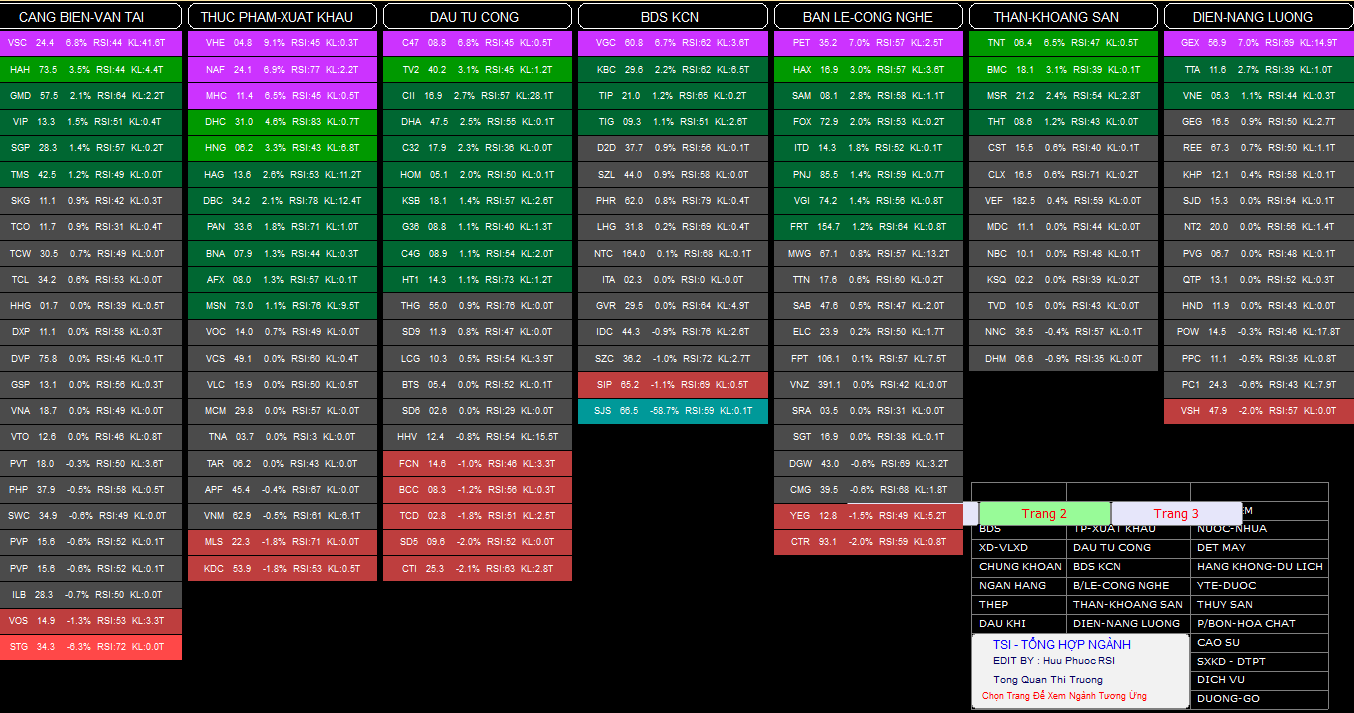 CANG BIEN-VAN TAI
VSC 24.4 6.8% RSI:44 KL:41.6T
HAH 73.5 3.5% RSI:44 KL:4.4T
GMD 57.5 2.1% RSI:64 KL:2.2T
VIP 13.3 1.5% RSI:51 KL:0.4T
SGP 28.3 1.4% RSI:57 KL:0.2T
TMS 42.5 1.2% RSI:49 KL:0.0T
SKG 11.1 0.9% RSI:42 KL:0.3T
TCO 11.7 0.9% RSI:31 KL:0.4T
TCW 30.5 0.7% RSI:49 KL:0.0T
TCL 34.2 0.6% RSI:53 KL:0.0T
HHG 01.7 0.0% RSI:39 KL:0.5T
DXP 11.1 0.0% RSI:58 KL:0.3T
DVP 75.8 0.0% RSI:45 KL:0.1T
GSP 13.1 0.0% RSI:56 KL:0.3T
VNA 18.7 0.0% RSI:49 KL:0.0T
VTO 12.6 0.0% RSI:46 KL:0.8T
PVT 18.0 -0.3% RSI:50 KL:3.6T
PHP 37.9 -0.5% RSI:58 KL:0.5T
SWC 34.9 -0.6% RSI:49 KL:0.0T
PVP 15.6 -0.6% RSI:52 KL:0.1T
PVP 15.6 -0.6% RSI:52 KL:0.1T
ILB 28.3 -0.7% RSI:50 KL:0.0T
VOS 14.9 -1.3% RSI:53 KL:3.3T
STG 34.3 -6.3% RSI:72 KL:0.0T
THUC PHAM-XUAT KHAU
VHE 04.8 9.1% RSI:45 KL:0.3T
NAF 24.1 6.9% RSI:77 KL:2.2T
MHC 11.4 6.5% RSI:45 KL:0.5T
DHC 31.0 4.6% RSI:83 KL:0.7T
HNG 06.2 3.3% RSI:43 KL:6.8T
HAG 13.6 2.6% RSI:53 KL:11.2T
DBC 34.2 2.1% RSI:78 KL:12.4T
PAN 33.6 1.8% RSI:71 KL:1.0T
BNA 07.9 1.3% RSI:44 KL:0.3T
AFX 08.0 1.3% RSI:57 KL:0.1T
MSN 73.0 1.1% RSI:76 KL:9.5T
VOC 14.0 0.7% RSI:49 KL:0.0T
VCS 49.1 0.0% RSI:60 KL:0.4T
VLC 15.9 0.0% RSI:50 KL:0.5T
MCM 29.8 0.0% RSI:57 KL:0.0T
TNA 03.7 0.0% RSI:3 KL:0.0T
TAR 06.2 0.0% RSI:43 KL:0.0T
APF 45.4 -0.4% RSI:67 KL:0.0T
VNM 62.9 -0.5% RSI:61 KL:6.1T
MLS 22.3 -1.8% RSI:71 KL:0.0T
KDC 53.9 -1.8% RSI:53 KL:0.5T
DAU TU CONG
C47 08.8 6.8% RSI:45 KL:0.5T
TV2 40.2 3.1% RSI:45 KL:1.2T
CII 16.9 2.7% RSI:57 KL:28.1T
DHA 47.5 2.5% RSI:55 KL:0.1T
C32 17.9 2.3% RSI:36 KL:0.0T
HOM 05.1 2.0% RSI:50 KL:0.1T
KSB 18.1 1.4% RSI:57 KL:2.6T
G36 08.8 1.1% RSI:40 KL:1.3T
C4G 08.9 1.1% RSI:54 KL:2.0T
HT1 14.3 1.1% RSI:73 KL:1.2T
THG 55.0 0.9% RSI:76 KL:0.0T
SD9 11.9 0.8% RSI:47 KL:0.0T
LCG 10.3 0.5% RSI:54 KL:3.9T
BTS 05.4 0.0% RSI:52 KL:0.1T
SD6 02.6 0.0% RSI:29 KL:0.0T
HHV 12.4 -0.8% RSI:54 KL:15.5T
FCN 14.6 -1.0% RSI:46 KL:3.3T
BCC 08.3 -1.2% RSI:56 KL:0.3T
TCD 02.8 -1.8% RSI:51 KL:2.5T
SD5 09.6 -2.0% RSI:52 KL:0.0T
CTI 25.3 -2.1% RSI:63 KL:2.8T
BDS KCN
VGC 60.8 6.7% RSI:62 KL:3.6T
KBC 29.6 2.2% RSI:62 KL:6.5T
TIP 21.0 1.2% RSI:65 KL:0.2T
TIG 09.3 1.1% RSI:51 KL:2.6T
D2D 37.7 0.9% RSI:56 KL:0.1T
SZL 44.0 0.9% RSI:58 KL:0.0T
PHR 62.0 0.8% RSI:79 KL:0.4T
LHG 31.8 0.2% RSI:69 KL:0.4T
NTC 164.0 0.1% RSI:68 KL:0.1T
ITA 02.3 0.0% RSI:0 KL:0.0T
GVR 29.5 0.0% RSI:64 KL:4.9T
IDC 44.3 -0.9% RSI:76 KL:2.6T
SZC 36.2 -1.0% RSI:72 KL:2.7T
SIP 65.2 -1.1% RSI:69 KL:0.5T
SJS 66.5 -58.7% RSI:59 KL:0.1T
BAN LE-CONG NGHE
PET 35.2 7.0% RSI:57 KL:2.5T
HAX 16.9 3.0% RSI:57 KL:3.6T
SAM 08.1 2.8% RSI:58 KL:1.1T
FOX 72.9 2.0% RSI:53 KL:0.2T
ITD 14.3 1.8% RSI:52 KL:0.1T
PNJ 85.5 1.4% RSI:59 KL:0.7T
VGI 74.2 1.4% RSI:56 KL:0.8T
FRT 154.7 1.2% RSI:64 KL:0.8T
MWG 67.1 0.8% RSI:57 KL:13.2T
TTN 17.6 0.6% RSI:60 KL:0.2T
SAB 47.6 0.5% RSI:47 KL:2.0T
ELC 23.9 0.2% RSI:50 KL:1.7T
FPT 106.1 0.1% RSI:57 KL:7.5T
VNZ 391.1 0.0% RSI:42 KL:0.0T
SRA 03.5 0.0% RSI:31 KL:0.0T
SGT 16.9 0.0% RSI:38 KL:0.1T
DGW 43.0 -0.6% RSI:69 KL:3.2T
CMG 39.5 -0.6% RSI:68 KL:1.8T
YEG 12.8 -1.5% RSI:49 KL:5.2T
CTR 93.1 -2.0% RSI:59 KL:0.8T
THAN-KHOANG SAN
TNT 06.4 6.5% RSI:47 KL:0.5T
BMC 18.1 3.1% RSI:39 KL:0.1T
MSR 21.2 2.4% RSI:54 KL:2.8T
THT 08.6 1.2% RSI:43 KL:0.0T
CST 15.5 0.6% RSI:40 KL:0.1T
CLX 16.5 0.6% RSI:71 KL:0.2T
VEF 182.5 0.4% RSI:59 KL:0.0T
MDC 11.1 0.0% RSI:44 KL:0.0T
NBC 10.1 0.0% RSI:48 KL:0.1T
KSQ 02.2 0.0% RSI:39 KL:0.2T
TVD 10.5 0.0% RSI:43 KL:0.0T
NNC 36.5 -0.4% RSI:57 KL:0.1T
DHM 06.6 -0.9% RSI:35 KL:0.0T
DIEN-NANG LUONG
GEX 56.9 7.0% RSI:69 KL:14.9T
TTA 11.6 2.7% RSI:39 KL:1.0T
VNE 05.3 1.1% RSI:44 KL:0.3T
GEG 16.5 0.9% RSI:50 KL:2.7T
REE 67.3 0.7% RSI:50 KL:1.1T
KHP 12.1 0.4% RSI:58 KL:0.1T
SJD 15.3 0.0% RSI:64 KL:0.1T
NT2 20.0 0.0% RSI:56 KL:1.4T
PVG 06.7 0.0% RSI:48 KL:0.1T
QTP 13.1 0.0% RSI:52 KL:0.3T
HND 11.9 0.0% RSI:43 KL:0.0T
POW 14.5 -0.3% RSI:46 KL:17.8T
PPC 11.1 -0.5% RSI:35 KL:0.8T
PC1 24.3 -0.6% RSI:43 KL:7.9T
VSH 47.9 -2.0% RSI:57 KL:0.0T
Trang 2 Trang 3 EM
BDS TP-XUAT KHAU NUOC-NHUA
XD-VLXD DAU TU CONG DET MAY
CHUNG KHOAN BDS KCN HANG KHONG-DU LICH
NGAN HANG B/LE-CONG NGHE YTE-DUOC
THEP THAN-KHOANG SAN THUY SAN
DAU KHI DIEN-NANG LUONG P/BON-HOA CHAT
CAO SU
SXKD - DTPT
DICH VU
DUONG-GO
TSI - TỔNG HỢP NGÀNH
EDIT BY : Huu Phuoc RSI
Tong Quan Thi Truong
Chọn Trang Để Xem Ngành Tương Ứng